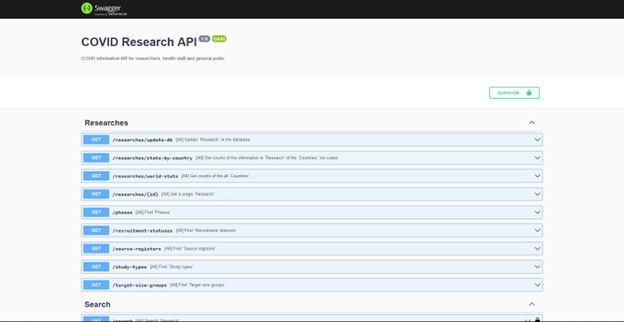 Swagger
COVID Research API 1.0 OAS3
COVID information API for researchers, health staff and general public.
Authorize
Researches
GET /researches/update-db [All] Update `Research` in the database
GET /researches/stats-by-country [All] Get counts of the information in `Research` of the `Countries` iso codes
GET /researches/world-stats [All] Get counts of the all `Countries`
GET /researches/{id} [All] Get a single `Research`
GET /phases [All] Find `Phases`
GET /recruitment-statuses [All] Find `Recruitment statuses`
GET /source-registers [All] Find `Source registers`
GET /study-types [All] Find `Study types`
GET /target-size-groups [All] Find `Target size groups`
Search
GET /research [All] Search `Research`